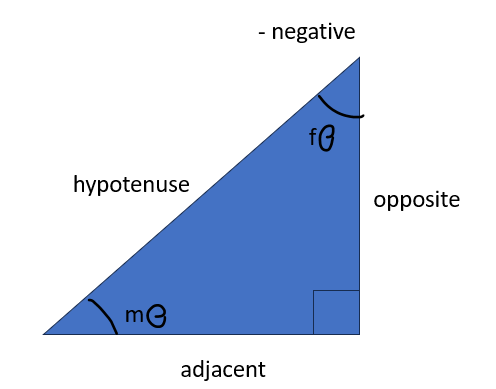 - negative
fθ
hypotenuse
opposite
mθ
adjacent